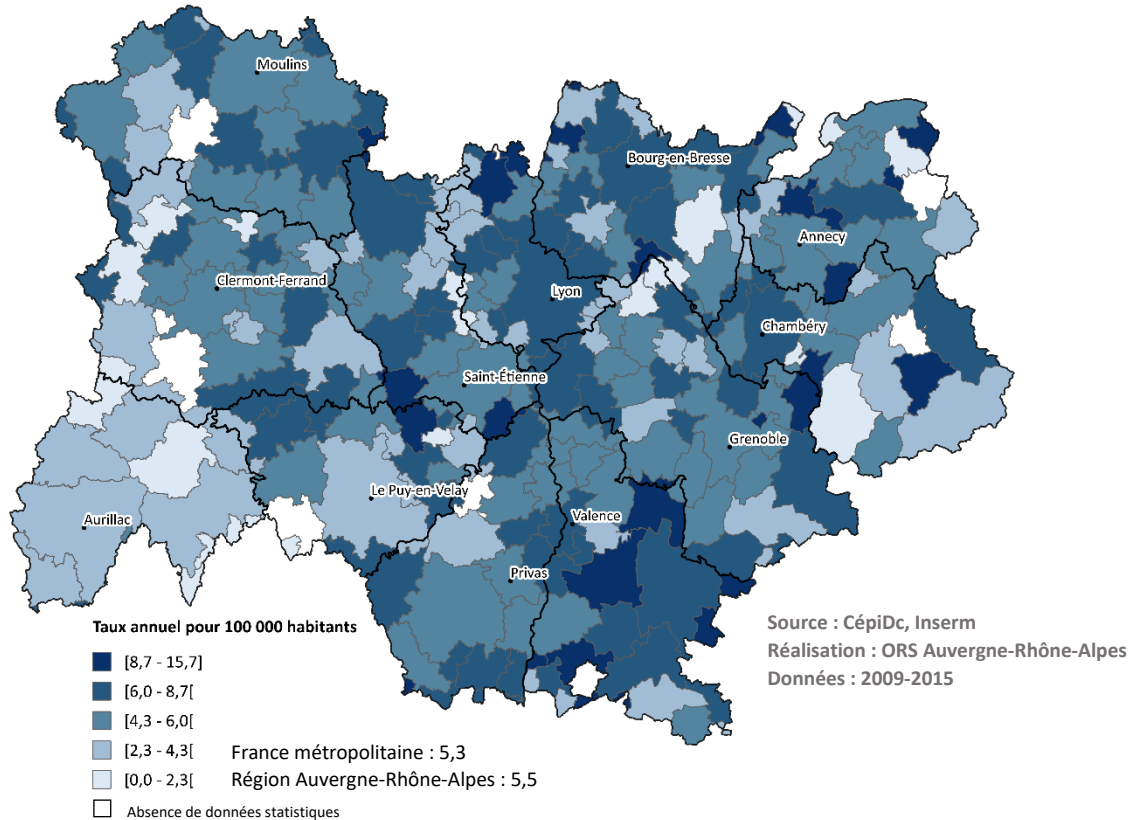 Moulins
Bourg-en-Bresse
Annecy
Clermont-Ferrand
Lyon
Chambéry
Saint-Étienne
Grenoble
Le Puy-en-Velay
Aurillac
Valence
Privas
Taux annuel pour 100 000 habitants
[8,7 - 15,7]
[6,0 - 8,7[
[4,3 - 6,0[
[2,3 - 4,3[
[0,0 - 2,3[
Absence de données statistiques
France métropolitaine : 5,3
Région Auvergne-Rhône-Alpes : 5,5
Source : CépiDc, Inserm
Réalisation : ORS Auvergne-Rhône-Alpes
Données : 2009-2015